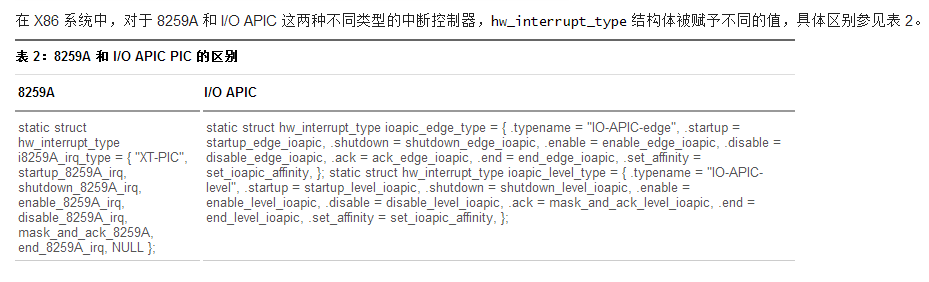 在 X86 系统中，对于 8259A 和 I/O APIC 这两种不同类型的中断控制器，hw_interrupt_type 结构体被赋予不同的值，具体区别参见表 2。
表 2：8259A 和 I/O APIC PIC 的区别
8259A
I/O APIC
static struct
hw_interrupt_type
i8259A_irq_type = { "XT-PIC",
startup_8259A_irq,
shutdown_8259A_irq,
enable_8259A_irq,
disable_8259A_irq,
mask_and_ack_8259A,
end_8259A_irq, NULL };
static struct hw_interrupt_type ioapic_edge_type = { .typename = "IO-APIC-edge", .startup =
startup_edge_ioapic, .shutdown = shutdown_edge_ioapic, .enable = enable_edge_ioapic, .disable =
disable_edge_ioapic, .ack = ack_edge_ioapic, .end = end_edge_ioapic, .set_affinity =
set_ioapic_affinity, }; static struct hw_interrupt_type ioapic_level_type = { .typename = "IO-APIC-
level", .startup = startup_level_ioapic, .shutdown = shutdown_level_ioapic, .enable =
enable_level_ioapic, .disable = disable_level_ioapic, .ack = mask_and_ack_level_ioapic, .end =
end_level_ioapic, .set_affinity = set_ioapic_affinity, };